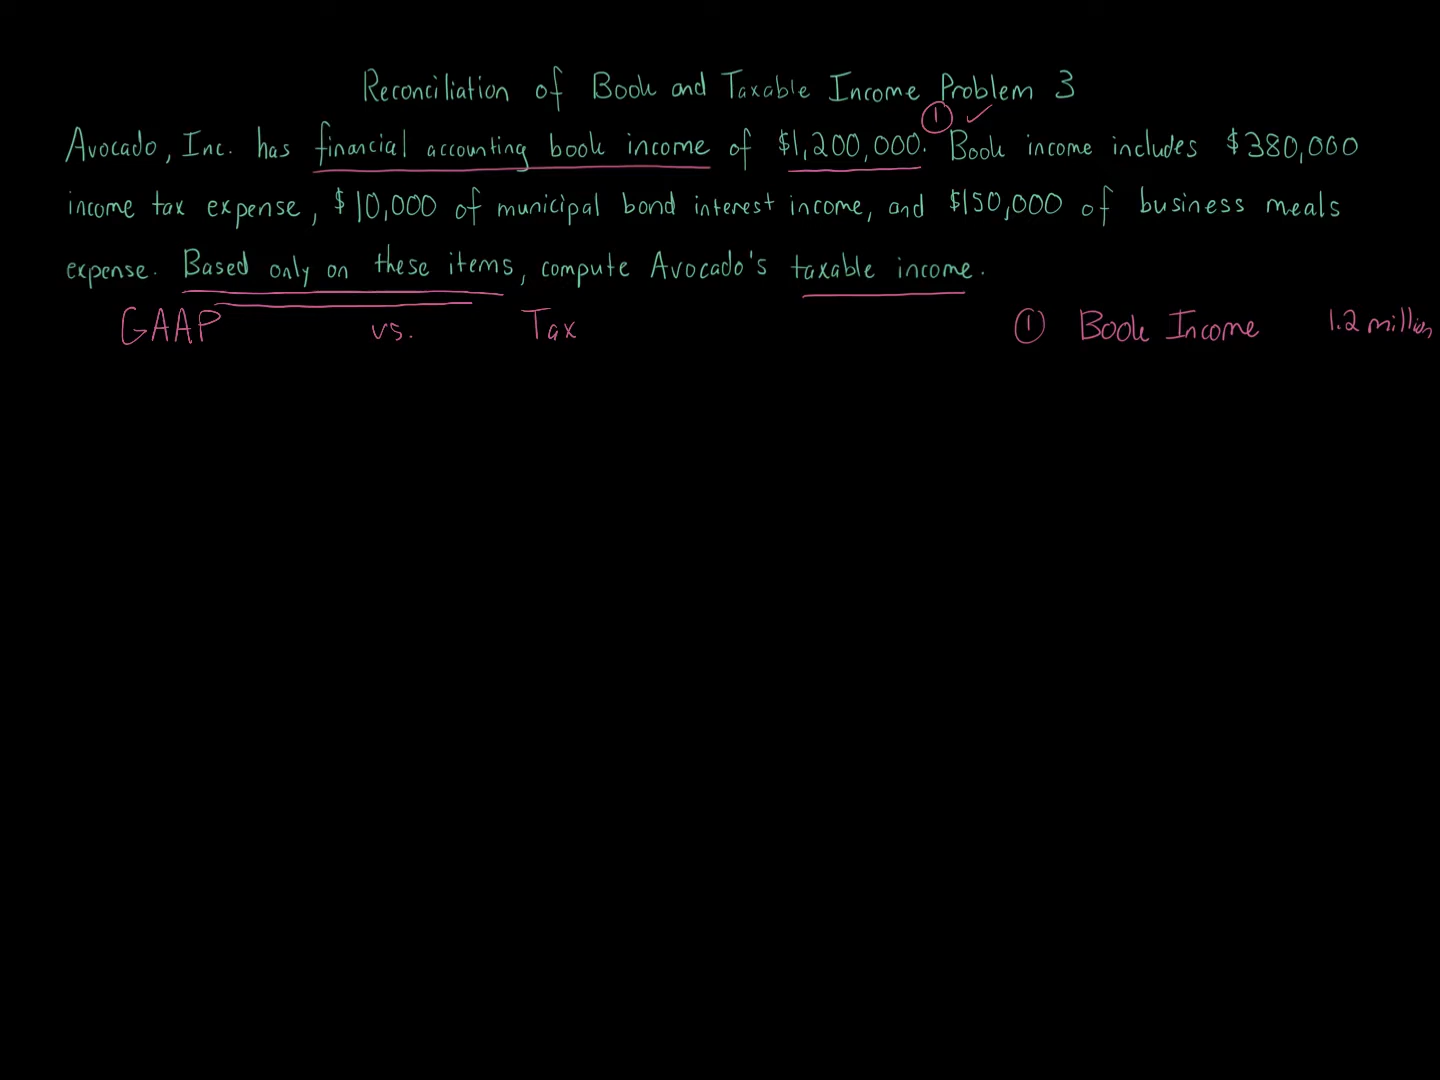 Reconciliation of Book and Taxable Income Problem 3
① ✓
Avocado, Inc. has financial accounting book income of $1,200,000. Book income includes $380,000
income tax expense, $10,000 of municipal bond interest income, and $150,000 of business meals
expense. Based only on these items, compute Avocado's taxable income.
GAAP vs. Tax ① Book Income 1.2 million